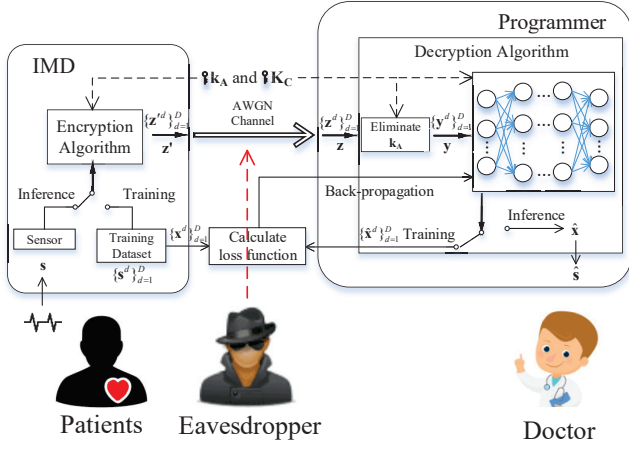 Programmer
IMD
Decryption Algorithm
k_A and K_C
Encryption
Algorithm
{z'^d}_{d=1}^D
z'
AWGN
Channel
{z^d}_{d=1}^D
z
Eliminate
k_A
{y^d}_{d=1}^D
y
Inference
Training
Back-propagation
Sensor
Training
Dataset
{x^d}_{d=1}^D
Calculate
loss function
{x̂^d}_{d=1}^D
Training
Inference
x̂
s
{s^d}_{d=1}^D
ŝ
Patients
Eavesdropper
Doctor